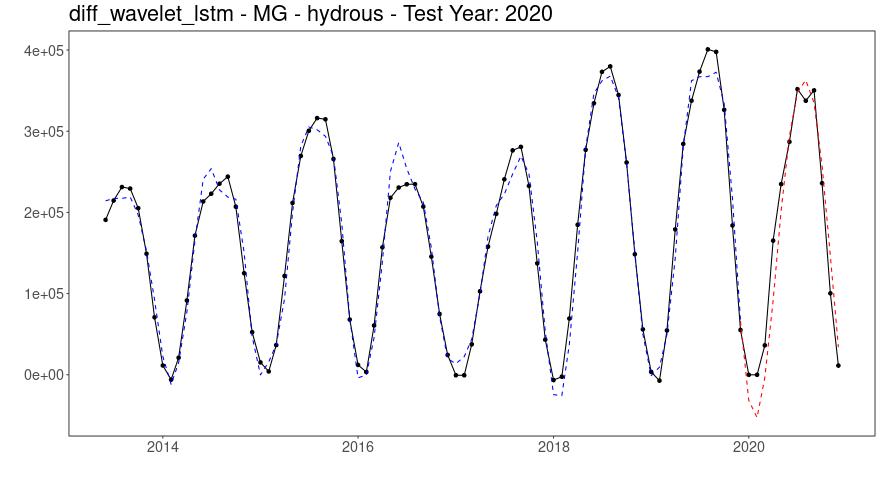 diff_wavelet_lstm - MG - hydrous - Test Year: 2020
4e+05
3e+05
2e+05
1e+05
0e+00
2014 2016 2018 2020